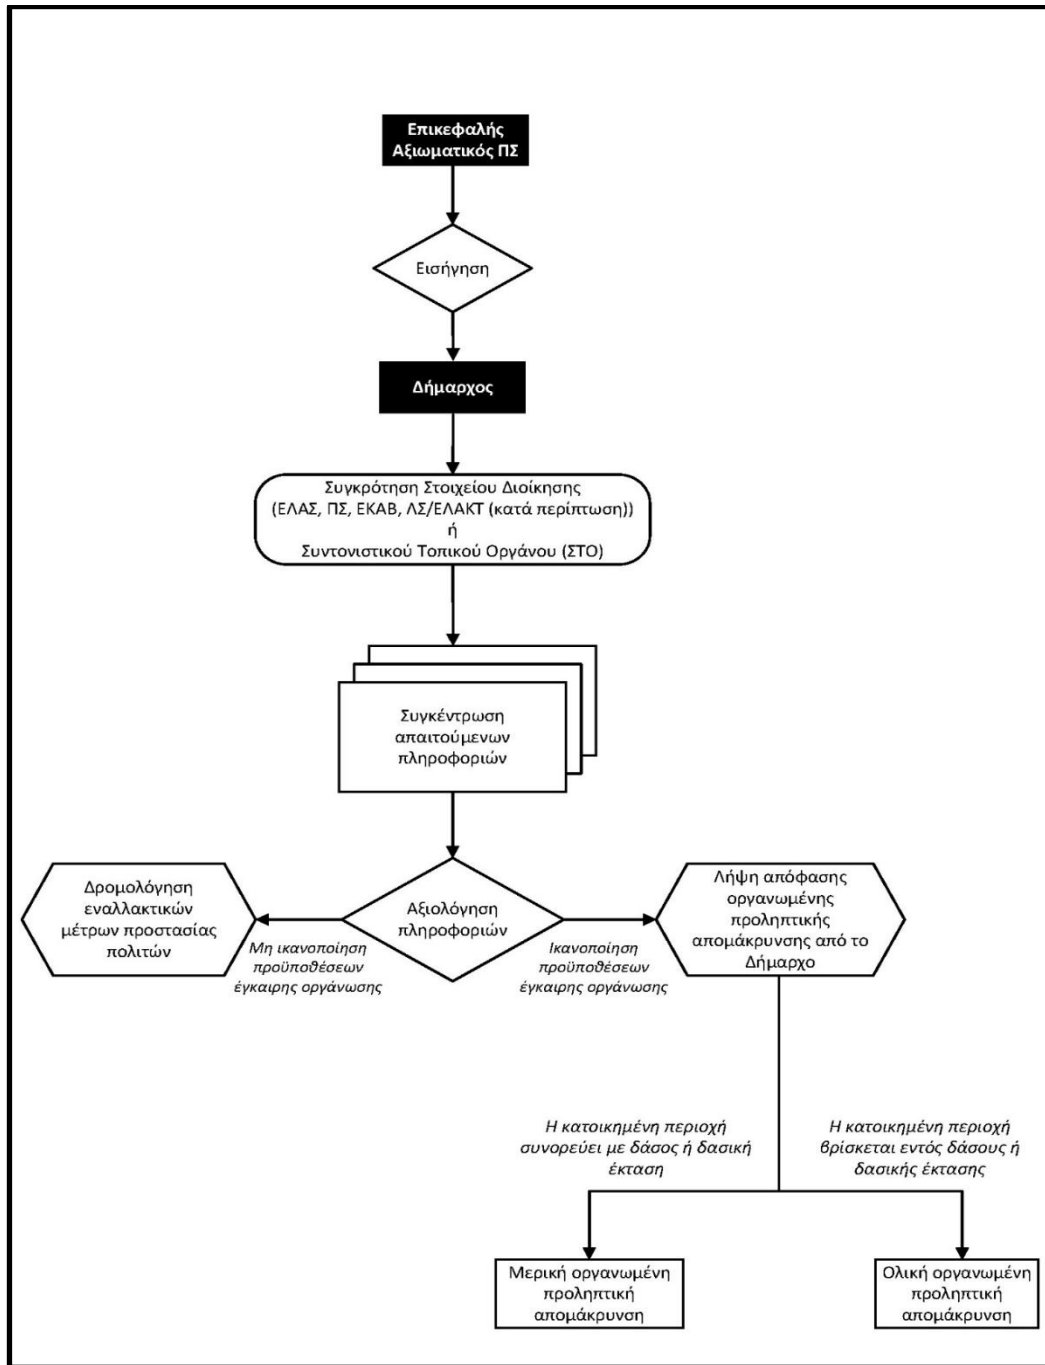 Επικεφαλής
Αξιωματικός ΠΣ
Εισήγηση
Δήμαρχος
Συγκρότηση Στοιχείου Διοίκησης
(ΕΛΑΣ, ΠΣ, ΕΚΑΒ, ΛΣ/ΕΛΑΚΤ (κατά περίπτωση))
ή
Συντονιστικού Τοπικού Οργάνου (ΣΤΟ)
Συγκέντρωση
απαιτούμενων
πληροφοριών
Δρομολόγηση
εναλλακτικών
μέτρων προστασίας
πολιτών
Αξιολόγηση
πληροφοριών
Λήψη απόφασης
οργανωμένης
προληπτικής
απομάκρυνσης από το
Δήμαρχο
Μη ικανοποίηση
προϋποθέσεων
έγκαιρης οργάνωσης
Ικανοποίηση
προϋποθέσεων
έγκαιρης οργάνωσης
Η κατοικημένη περιοχή
συνορεύει με δάσος ή δασική
έκταση
Η κατοικημένη περιοχή
βρίσκεται εντός δάσους ή
δασικής έκτασης
Μερική οργανωμένη
προληπτική
απομάκρυνση
Ολική οργανωμένη
προληπτική
απομάκρυνση